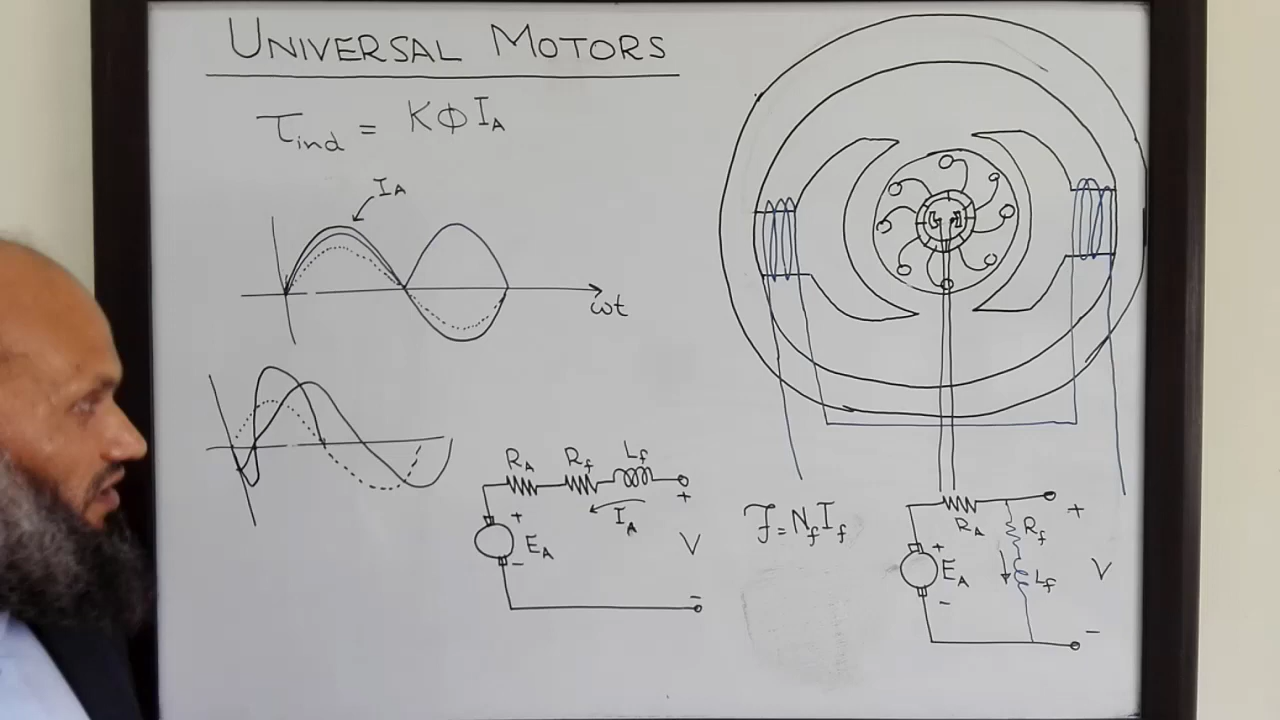 UNIVERSAL MOTORS
τind = KΦIA
IA
ωt
RA Rf Lf
+
IA
+
EA
-
V
-
F=NfIf
RA
+
Rf
+
EA
Lf
V
-
-